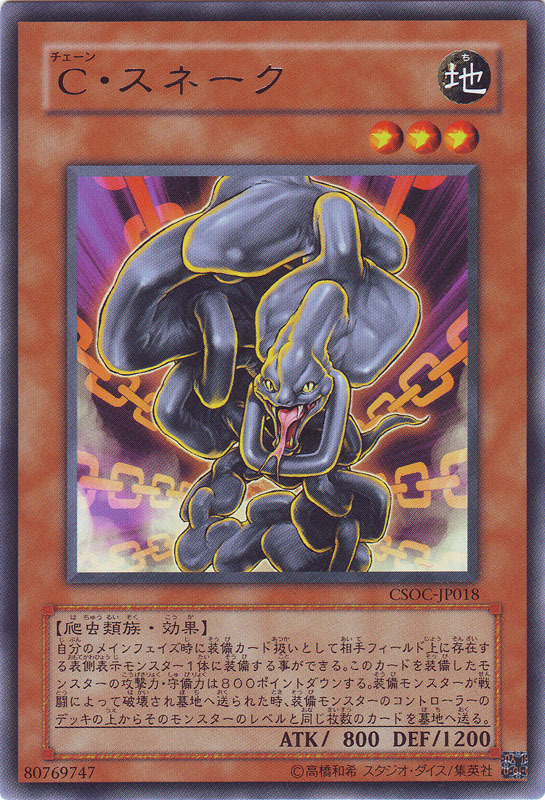 チェーン
C・スネーク
ち
地
CSOC-JP018
【爬虫類族・効果】
自分のメインフェイズ時に装備カード扱いとして相手フィールド上に存在す
る表側表示モンスター1体に装備する事ができる。このカードを装備した
モンスターの攻撃力・守備力は800ポイントダウンする。装備モンスターが戦
闘によって破壊され墓地へ送られた時、装備モンスターのコントローラーの
デッキの上からそのモンスターのレベルと同じ枚数のカードを墓地へ送る。
ATK/ 800 DEF/1200
80769747
©高橋和希 スタジオ・ダイス/集英社